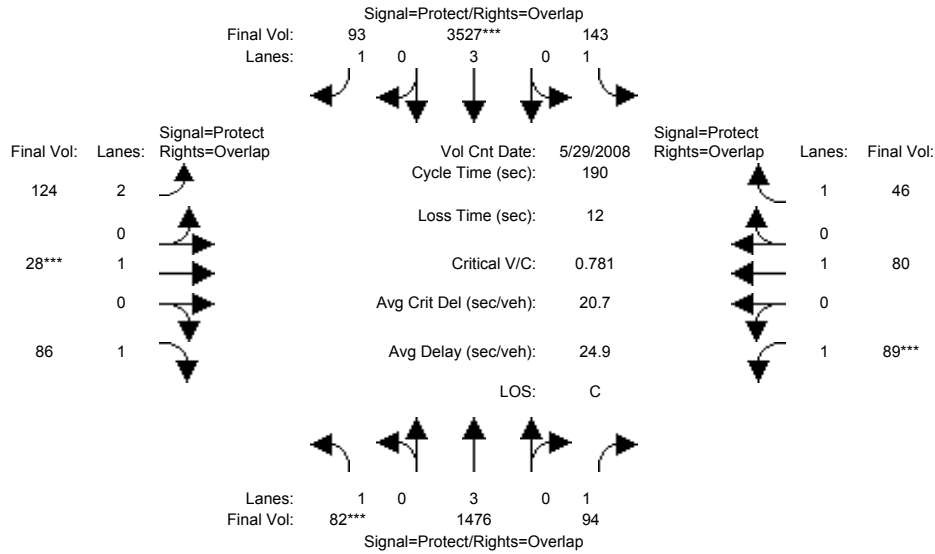 Signal=Protect/Rights=Overlap
Final Vol: 93 3527*** 143
Lanes: 1 0 3 0 1
Signal=Protect
Final Vol: Lanes: Rights=Overlap
Vol Cnt Date: 5/29/2008
Signal=Protect
Rights=Overlap Lanes: Final Vol:
Cycle Time (sec): 190
124 2
1 46
Loss Time (sec): 12
0
0
28*** 1
Critical V/C: 0.781
1 80
0
Avg Crit Del (sec/veh): 20.7
0
86 1
Avg Delay (sec/veh): 24.9
1 89***
LOS: C
Lanes: 1 0 3 0 1
Final Vol: 82*** 1476 94
Signal=Protect/Rights=Overlap